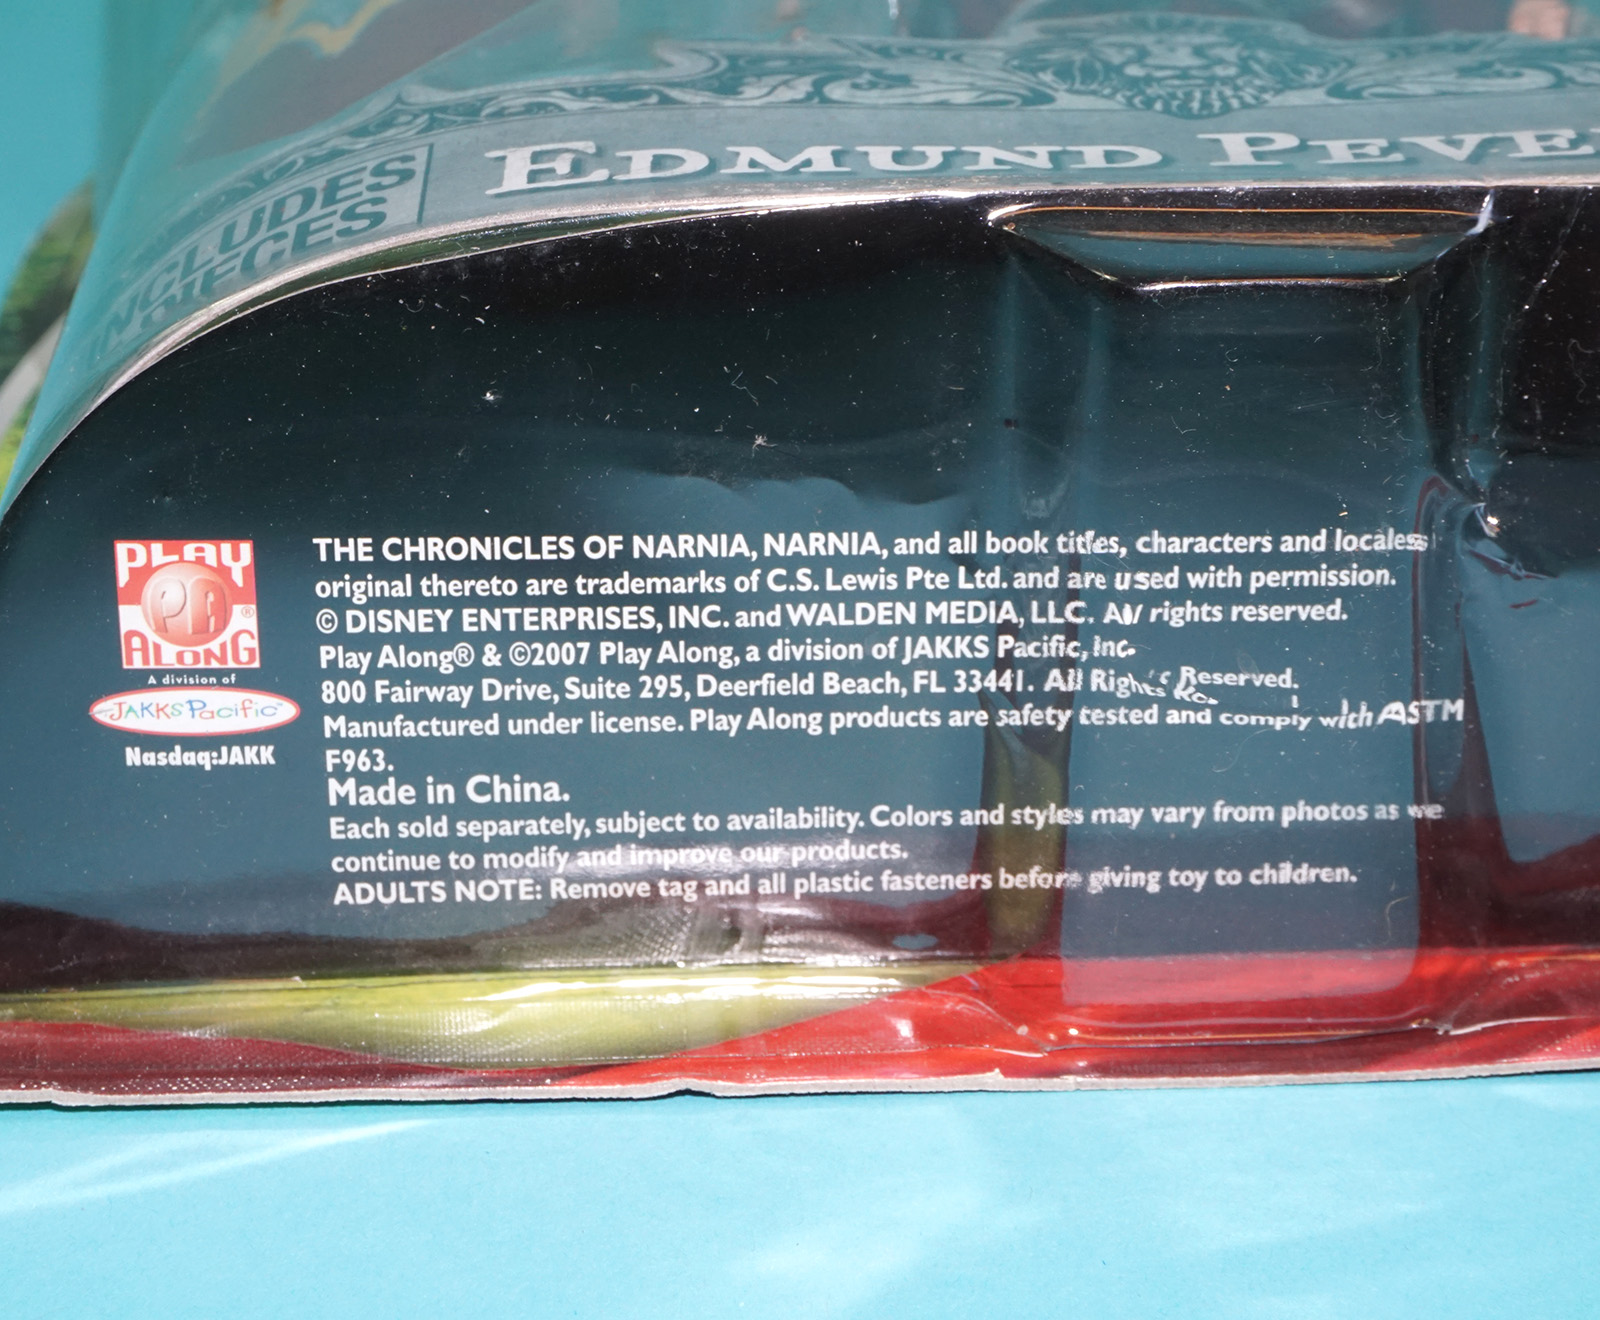 INCLUDES
PIECES
EDMUND PEVE
PLAY
PA®
ALONG
A division of
JAKKS Pacific™
Nasdaq:JAKK
THE CHRONICLES OF NARNIA, NARNIA, and all book titles, characters and locales
original thereto are trademarks of C.S. Lewis Pte Ltd. and are used with permission.
© DISNEY ENTERPRISES, INC. and WALDEN MEDIA, LLC. All rights reserved.
Play Along® & ©2007 Play Along, a division of JAKKS Pacific, Inc.
800 Fairway Drive, Suite 295, Deerfield Beach, FL 33441. All Rights Reserved.
Manufactured under license. Play Along products are safety tested and comply with ASTM
F963.
Made in China.
Each sold separately, subject to availability. Colors and styles may vary from photos as we
continue to modify and improve our products.
ADULTS NOTE: Remove tag and all plastic fasteners before giving toy to children.